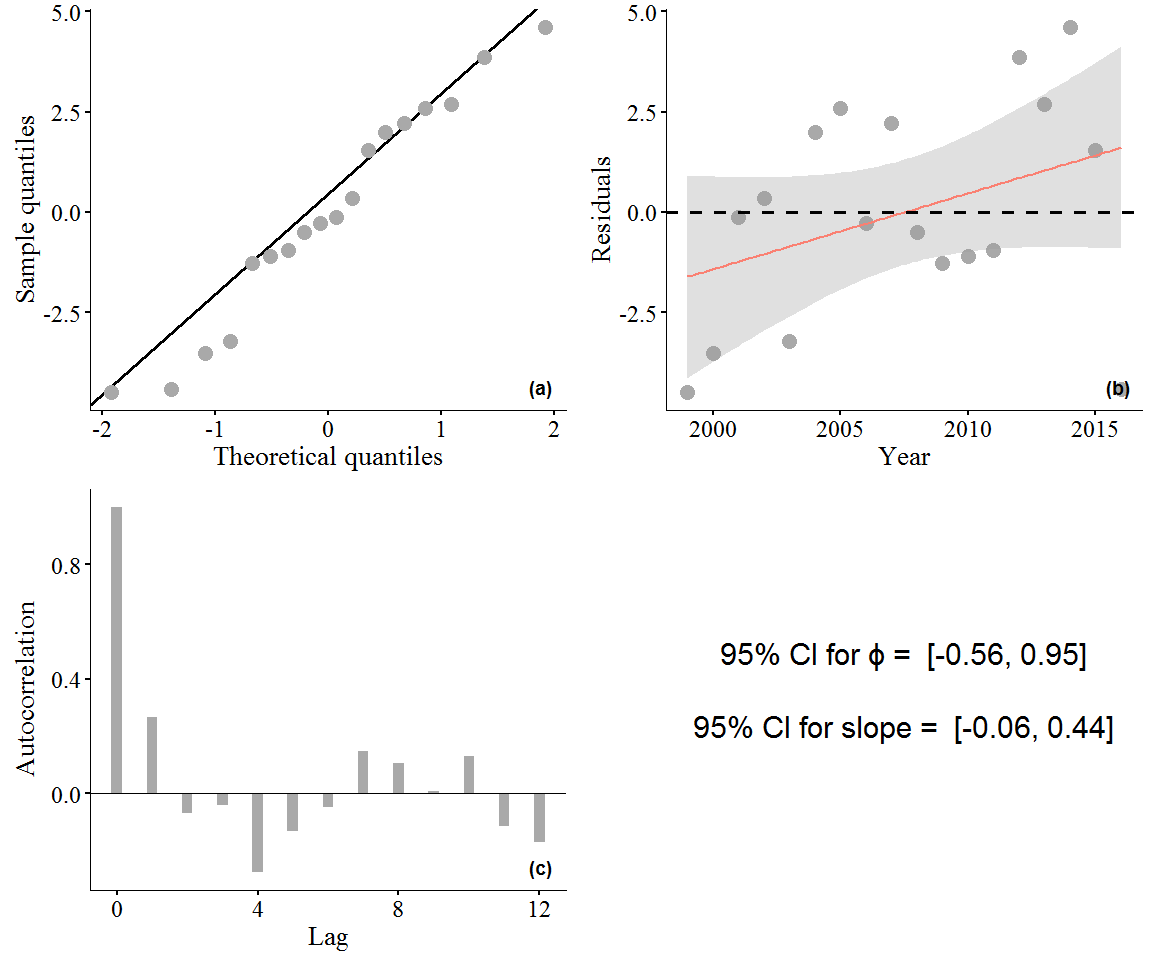 5.0
2.5
0.0
-2.5
Sample quantiles
-2
-1
0
1
2
Theoretical quantiles
(a)
5.0
2.5
0.0
-2.5
Residuals
2000
2005
2010
2015
Year
(b)
0.8
0.4
0.0
Autocorrelation
0
4
8
12
Lag
(c)
95% CI for ϕ = [-0.56, 0.95]
95% CI for slope = [-0.06, 0.44]